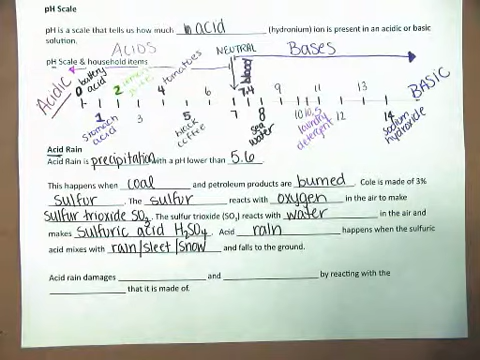 pH Scale
pH is a scale that tells us how much acid (hydronium) ion is present in an acidic or basic
solution.
ACIDS NEUTRAL Bases
pH Scale & household items
Acidic battery acid tomatoes blood BASIC
0 2 4 6 7.4 9 11 13
1 3 5 7 8 10 10.5 12 14
stomach acid black coffee sea water laundry detergent sodium hydroxide
Acid Rain
Acid Rain is precipitation with a pH lower than 5.6
This happens when coal and petroleum products are burned. Cole is made of 3%
sulfur. The sulfur reacts with oxygen in the air to make
sulfur trioxide SO3. The sulfur trioxide (SO3) reacts with water in the air and
makes sulfuric acid H2SO4. Acid rain happens when the sulfuric
acid mixes with rain/sleet/snow and falls to the ground.
Acid rain damages and by reacting with the
that it is made of.